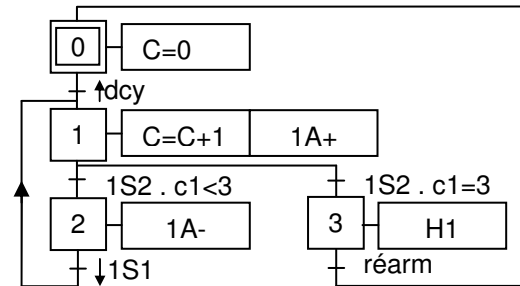 0 C=0
↑dcy
1 C=C+1 1A+
1S2 . c1<3 1S2 . c1=3
2 1A- 3 H1
↓1S1 réarm